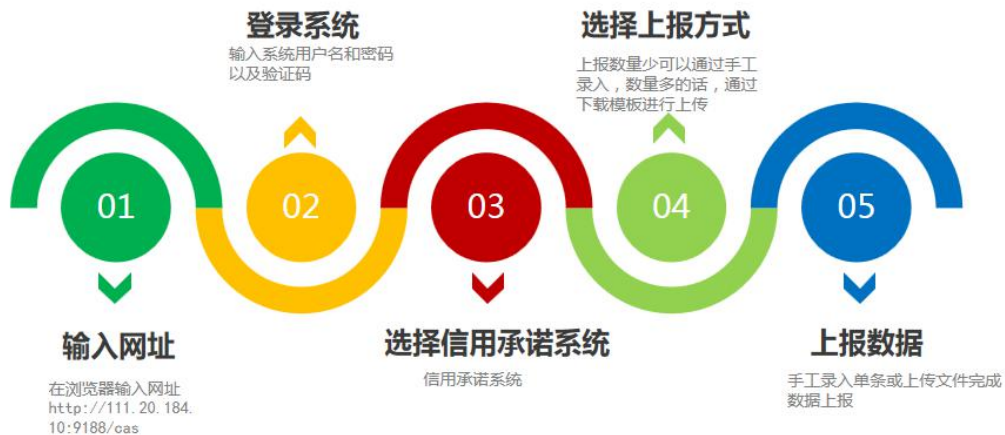 01
输入网址
在浏览器输入网址
http://111.20.184.
10:9188/cas
登录系统
输入系统用户名和密码
以及验证码
02
03
选择信用承诺系统
信用承诺系统
选择上报方式
上报数量少可以通过手工
录入，数量多的话，通过
下载模板进行上传
04
05
上报数据
手工录入单条或上传文件完成
数据上报